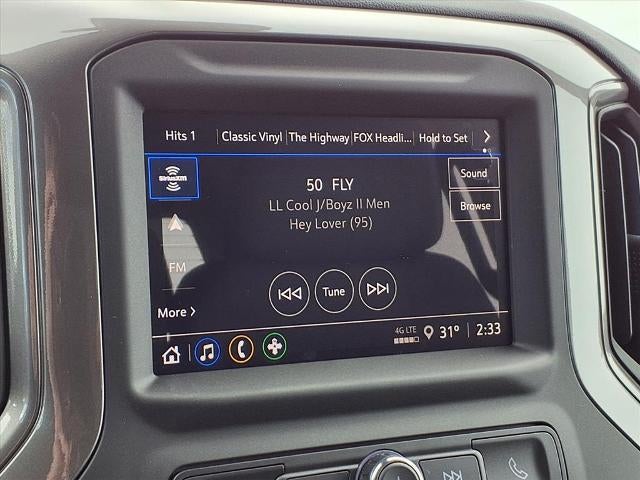 Hits 1 Classic Vinyl The Highway FOX Headli... Hold to Set
SiriusXM
Sound
50 FLY
LL Cool J/Boyz II Men
Browse
Hey Lover (95)
FM
Tune
More
4G LTE 31° 2:33